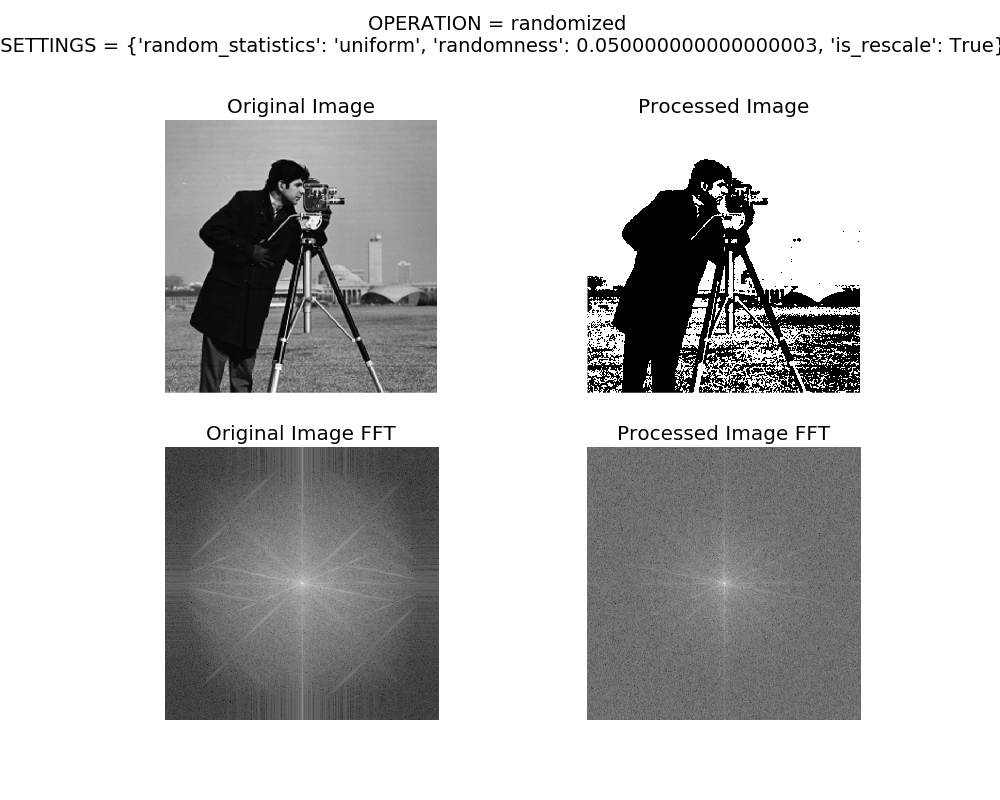 OPERATION = randomized
SETTINGS = {'random_statistics': 'uniform', 'randomness': 0.050000000000000003, 'is_rescale': True}
Original Image
Processed Image
Original Image FFT
Processed Image FFT